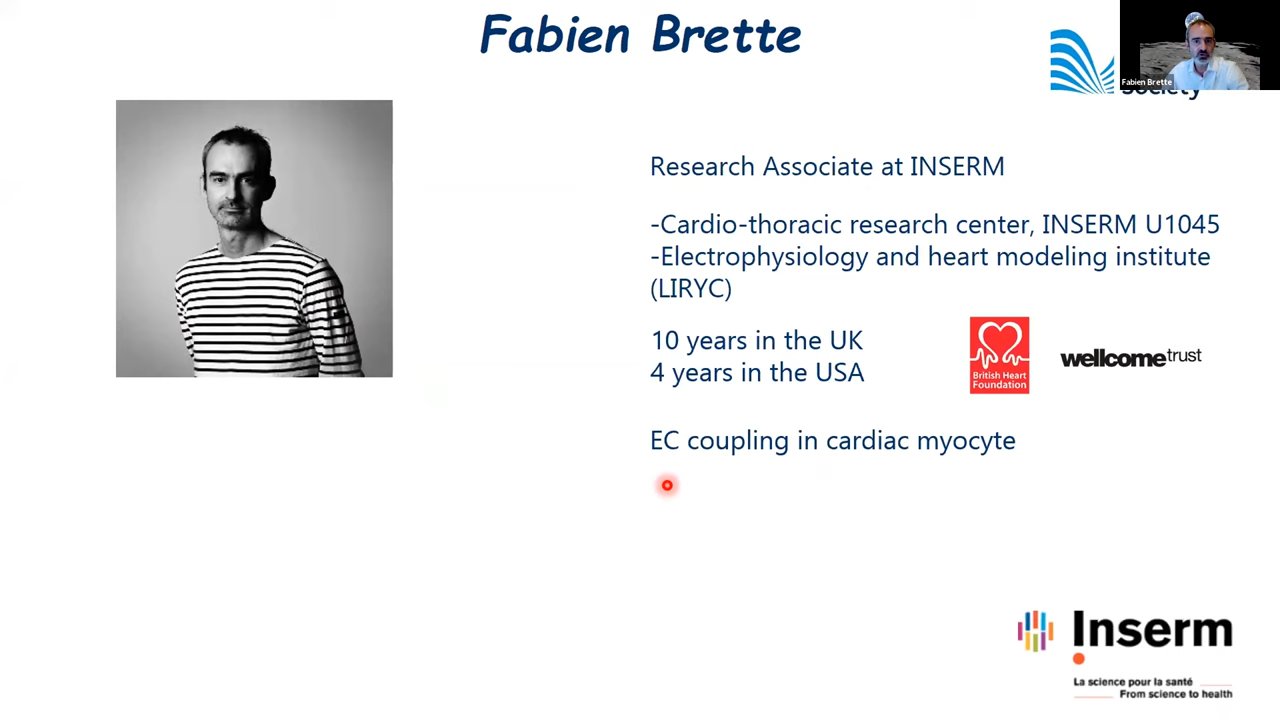 Fabien Brette
Fabien Brette
Society
Research Associate at INSERM
-Cardio-thoracic research center, INSERM U1045
-Electrophysiology and heart modeling institute
(LIRYC)
10 years in the UK
4 years in the USA
British Heart
Foundation
wellcometrust
EC coupling in cardiac myocyte
Inserm
La science pour la santé
From science to health